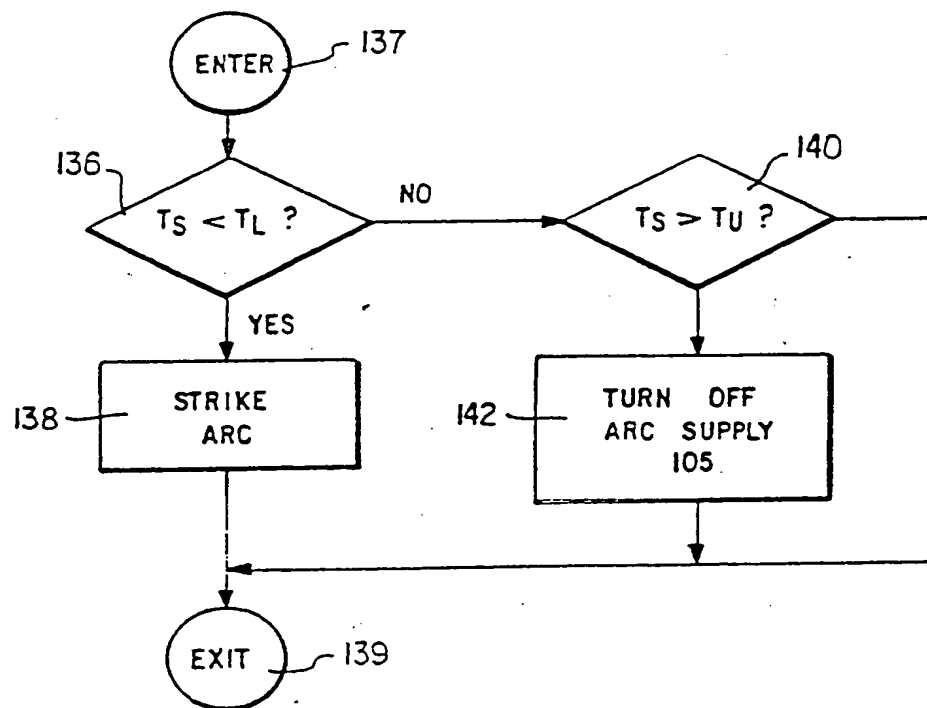 ENTER
137
136
TS < TL ?
NO
140
TS > TU ?
YES
138
STRIKE
ARC
142
TURN OFF
ARC SUPPLY
105
EXIT
139